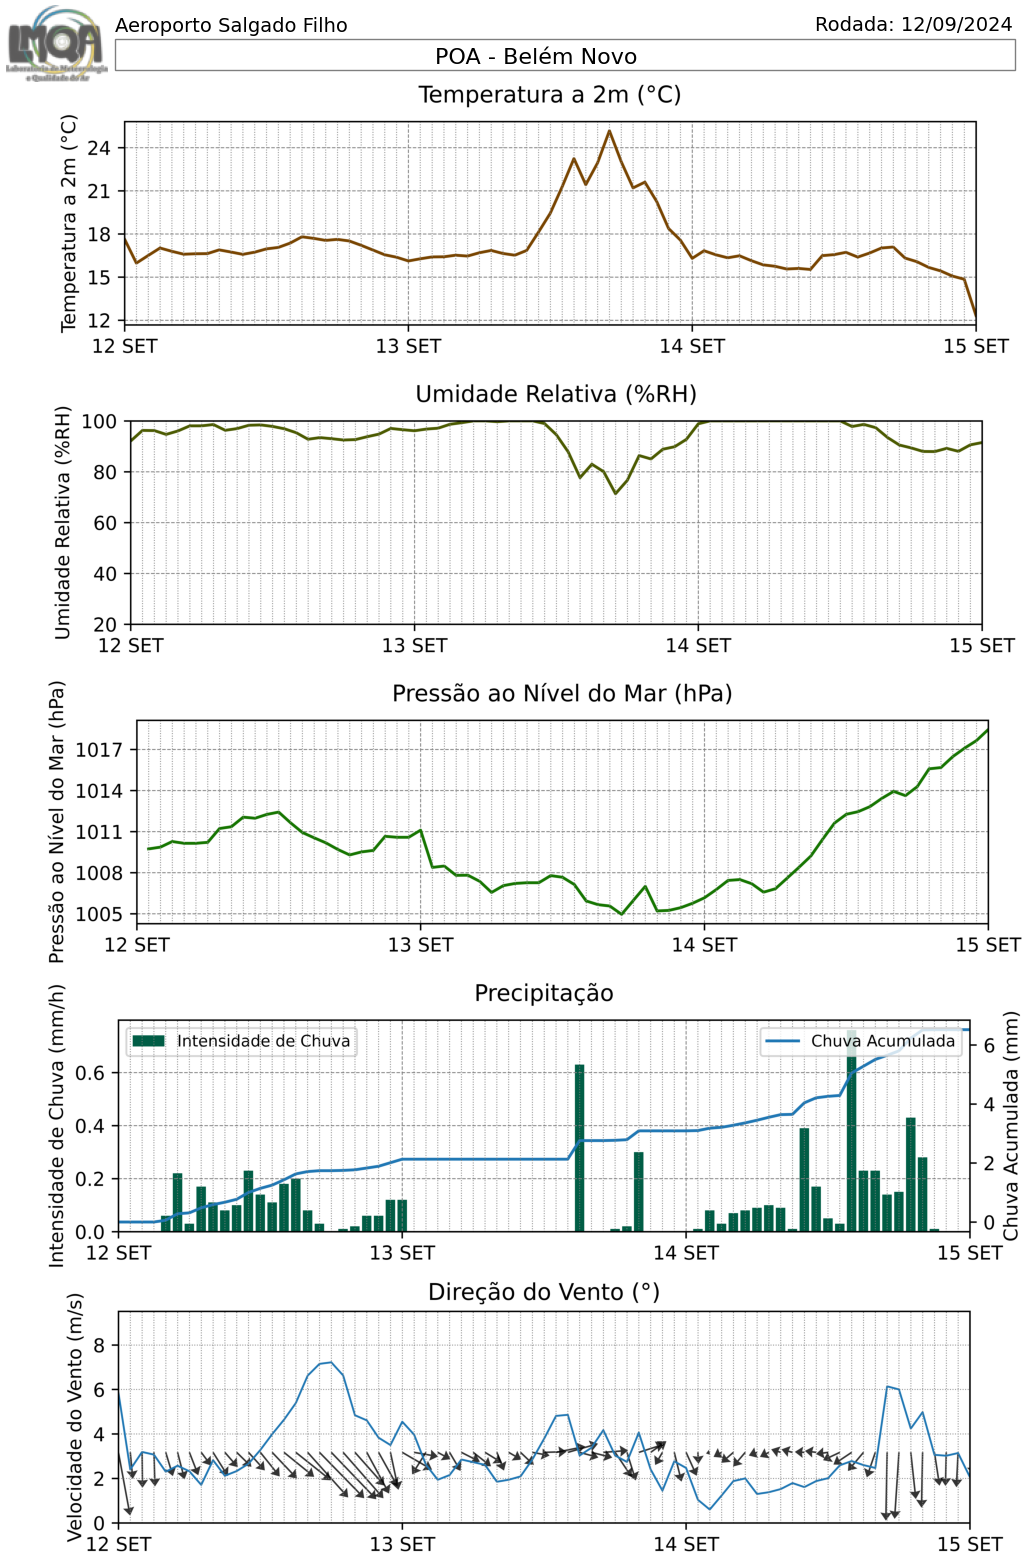 LMQA
Laboratório de Meteorologia
e Qualidade do Ar
Aeroporto Salgado Filho
Rodada: 12/09/2024
POA - Belém Novo
Temperatura a 2m (°C)
Temperatura a 2m (°C)
24
21
18
15
12
12 SET
13 SET
14 SET
15 SET
Umidade Relativa (%RH)
Umidade Relativa (%RH)
100
80
60
40
20
12 SET
13 SET
14 SET
15 SET
Pressão ao Nível do Mar (hPa)
Pressão ao Nível do Mar (hPa)
1017
1014
1011
1008
1005
12 SET
13 SET
14 SET
15 SET
Precipitação
Intensidade de Chuva (mm/h)
0.6
0.4
0.2
0.0
Intensidade de Chuva
Chuva Acumulada
6
4
2
0
Chuva Acumulada (mm)
12 SET
13 SET
14 SET
15 SET
Direção do Vento (°)
Velocidade do Vento (m/s)
8
6
4
2
0
12 SET
13 SET
14 SET
15 SET